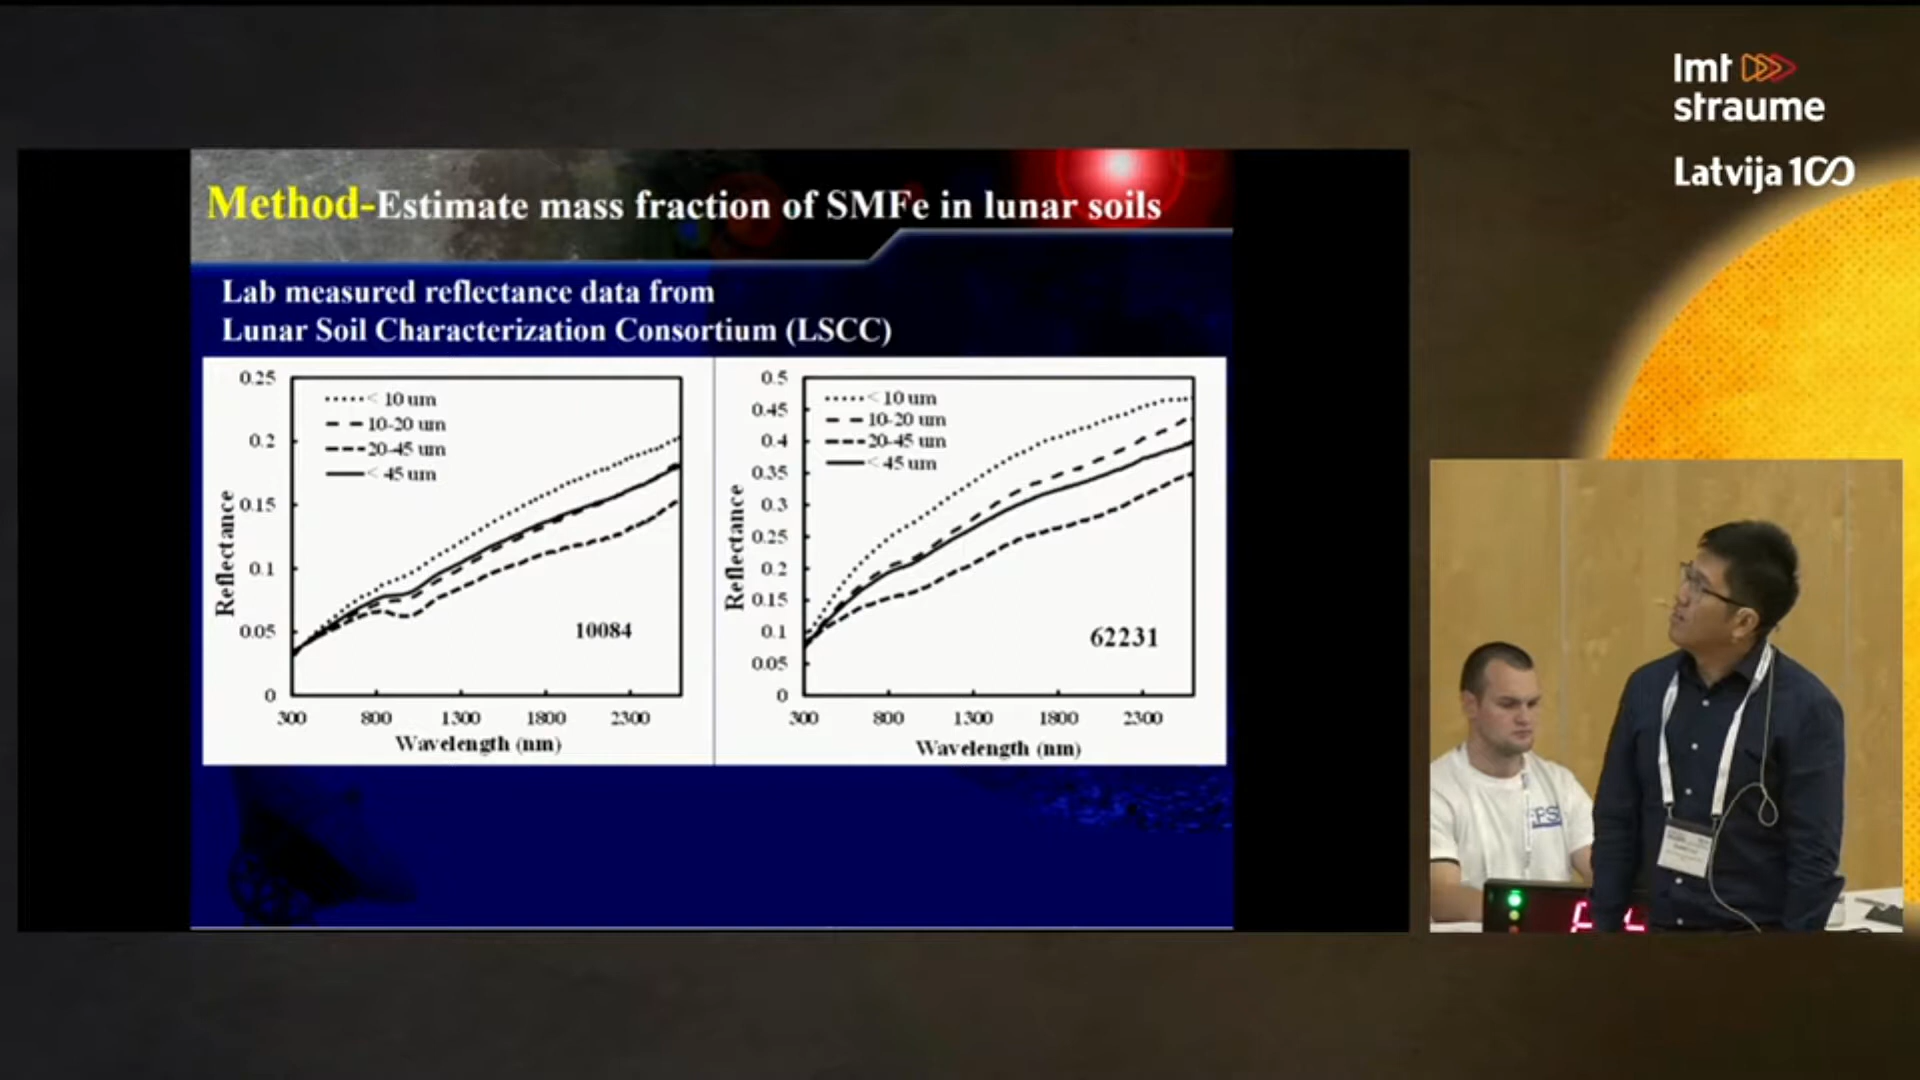 lmt
straume
Latvija 100
Method-Estimate mass fraction of SMFe in lunar soils
Lab measured reflectance data from
Lunar Soil Characterization Consortium (LSCC)
0.25
0.2
0.15
0.1
0.05
0
Reflectance
< 10 um
10-20 um
20-45 um
< 45 um
10084
300 800 1300 1800 2300
Wavelength (nm)
0.5
0.45
0.4
0.35
0.3
0.25
0.2
0.15
0.1
0.05
0
Reflectance
< 10 um
10-20 um
20-45 um
< 45 um
62231
300 800 1300 1800 2300
Wavelength (nm)